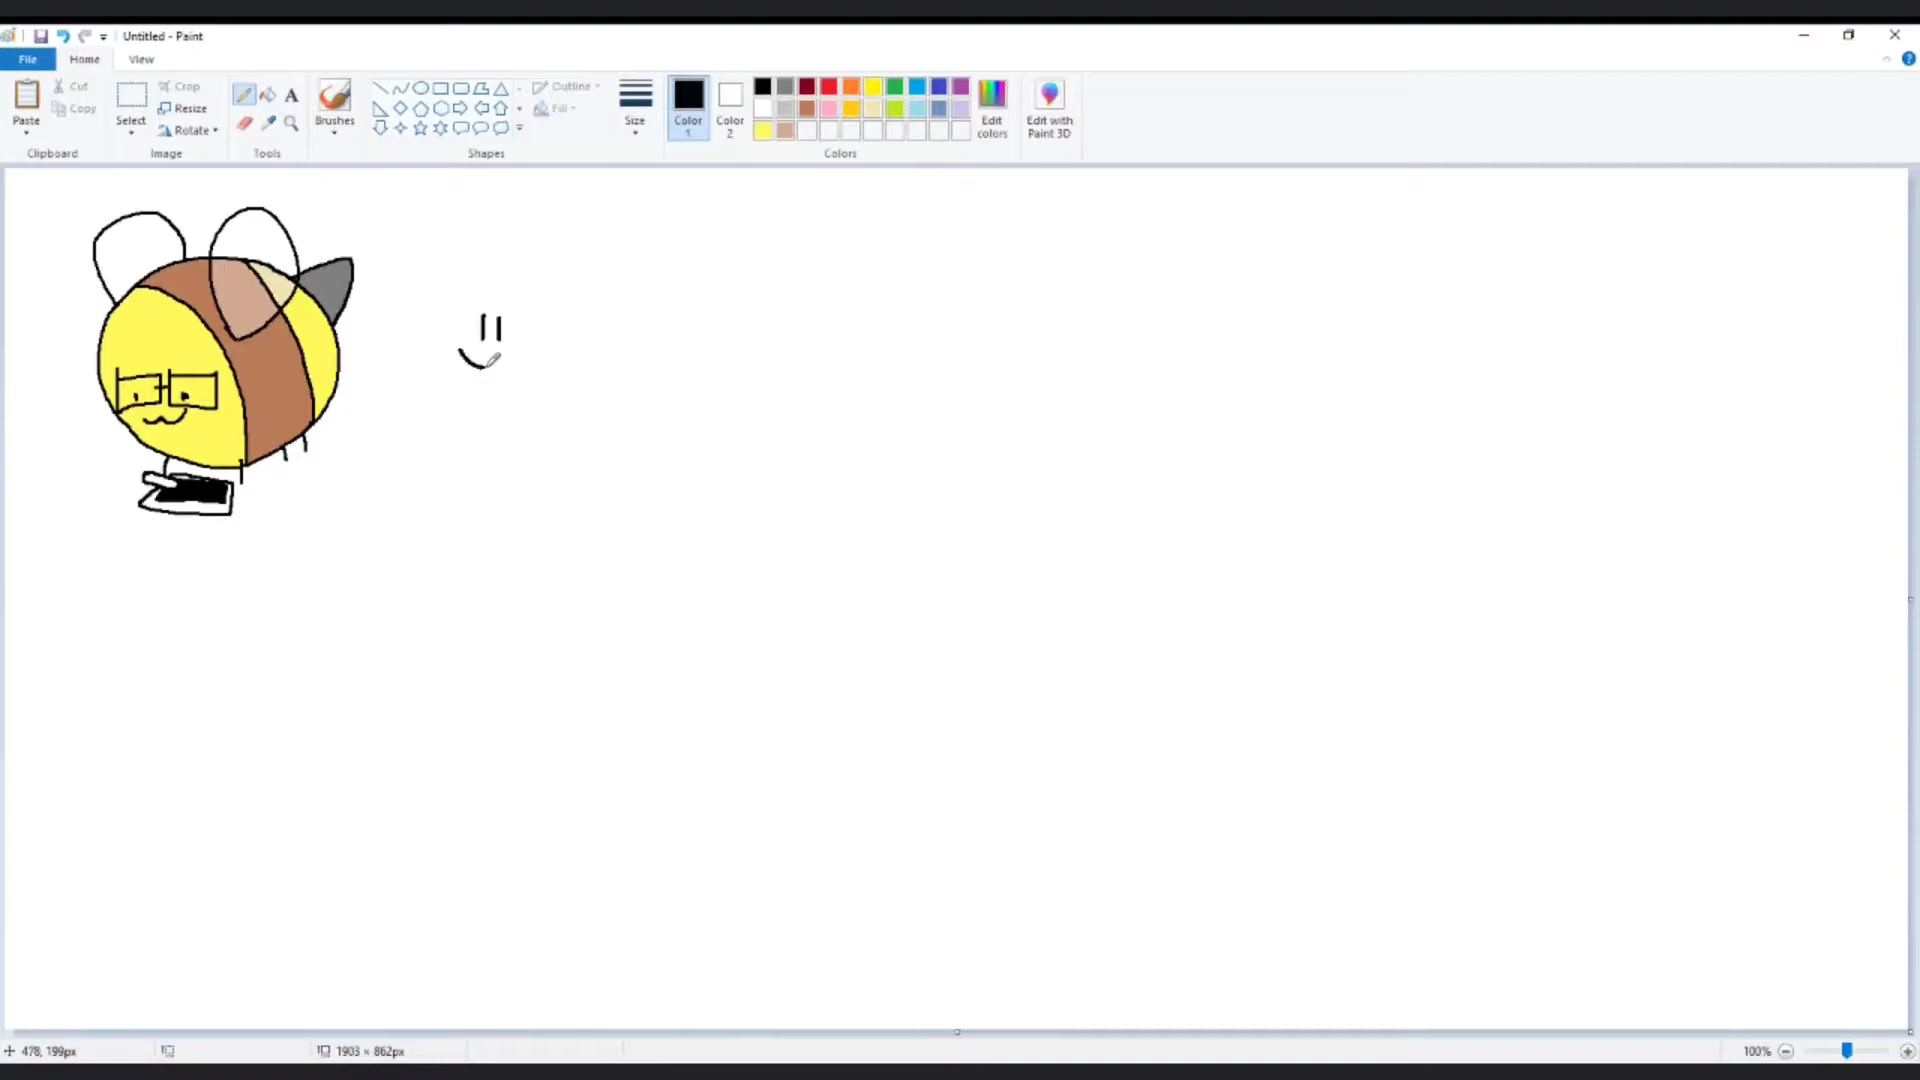 Untitled - Paint
File Home View
Paste
Cut
Copy
Clipboard
Select
Crop
Resize
Rotate
Image
A
Tools
Brushes
Outline
Fill
Shapes
Size
Color 1
Color 2
Edit colors
Colors
Edit with Paint 3D
478, 199px
1903 × 862px
100%